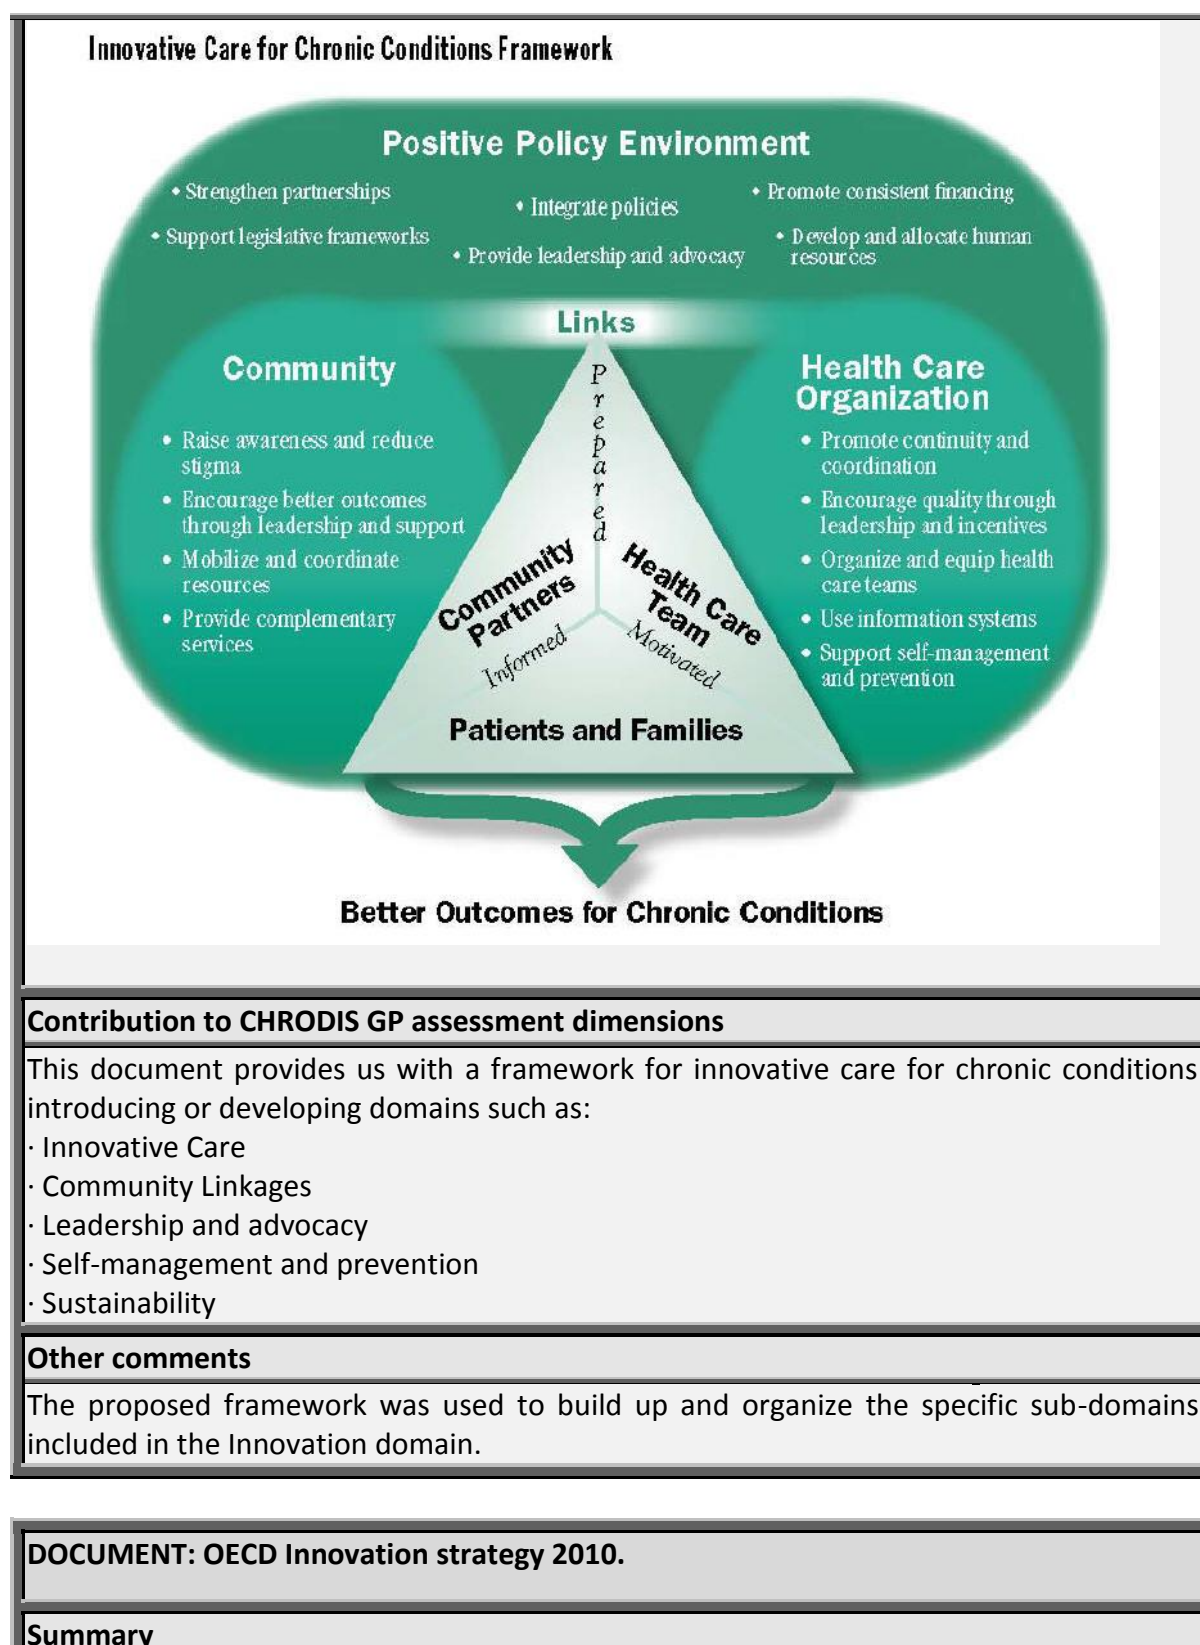 Innovative Care for Chronic Conditions Framework
Positive Policy Environment
• Strengthen partnerships
• Support legislative frameworks
• Integrate policies
• Provide leadership and advocacy
• Promote consistent financing
• Develop and allocate human
resources
Links
Community
• Raise awareness and reduce
stigma
• Encourage better outcomes
through leadership and support
• Mobilize and coordinate
resources
• Provide complementary
services
Prepared
Community
Partners
Informed
Health Care
Team
Motivated
Patients and Families
Health Care
Organization
• Promote continuity and
coordination
• Encourage quality through
leadership and incentives
• Organize and equip health
care teams
• Use information systems
• Support self-management
and prevention
Better Outcomes for Chronic Conditions
Contribution to CHRODIS GP assessment dimensions
This document provides us with a framework for innovative care for chronic conditions
introducing or developing domains such as:
· Innovative Care
· Community Linkages
· Leadership and advocacy
· Self-management and prevention
· Sustainability
Other comments
The proposed framework was used to build up and organize the specific sub-domains
included in the Innovation domain.
DOCUMENT: OECD Innovation strategy 2010.
Summary